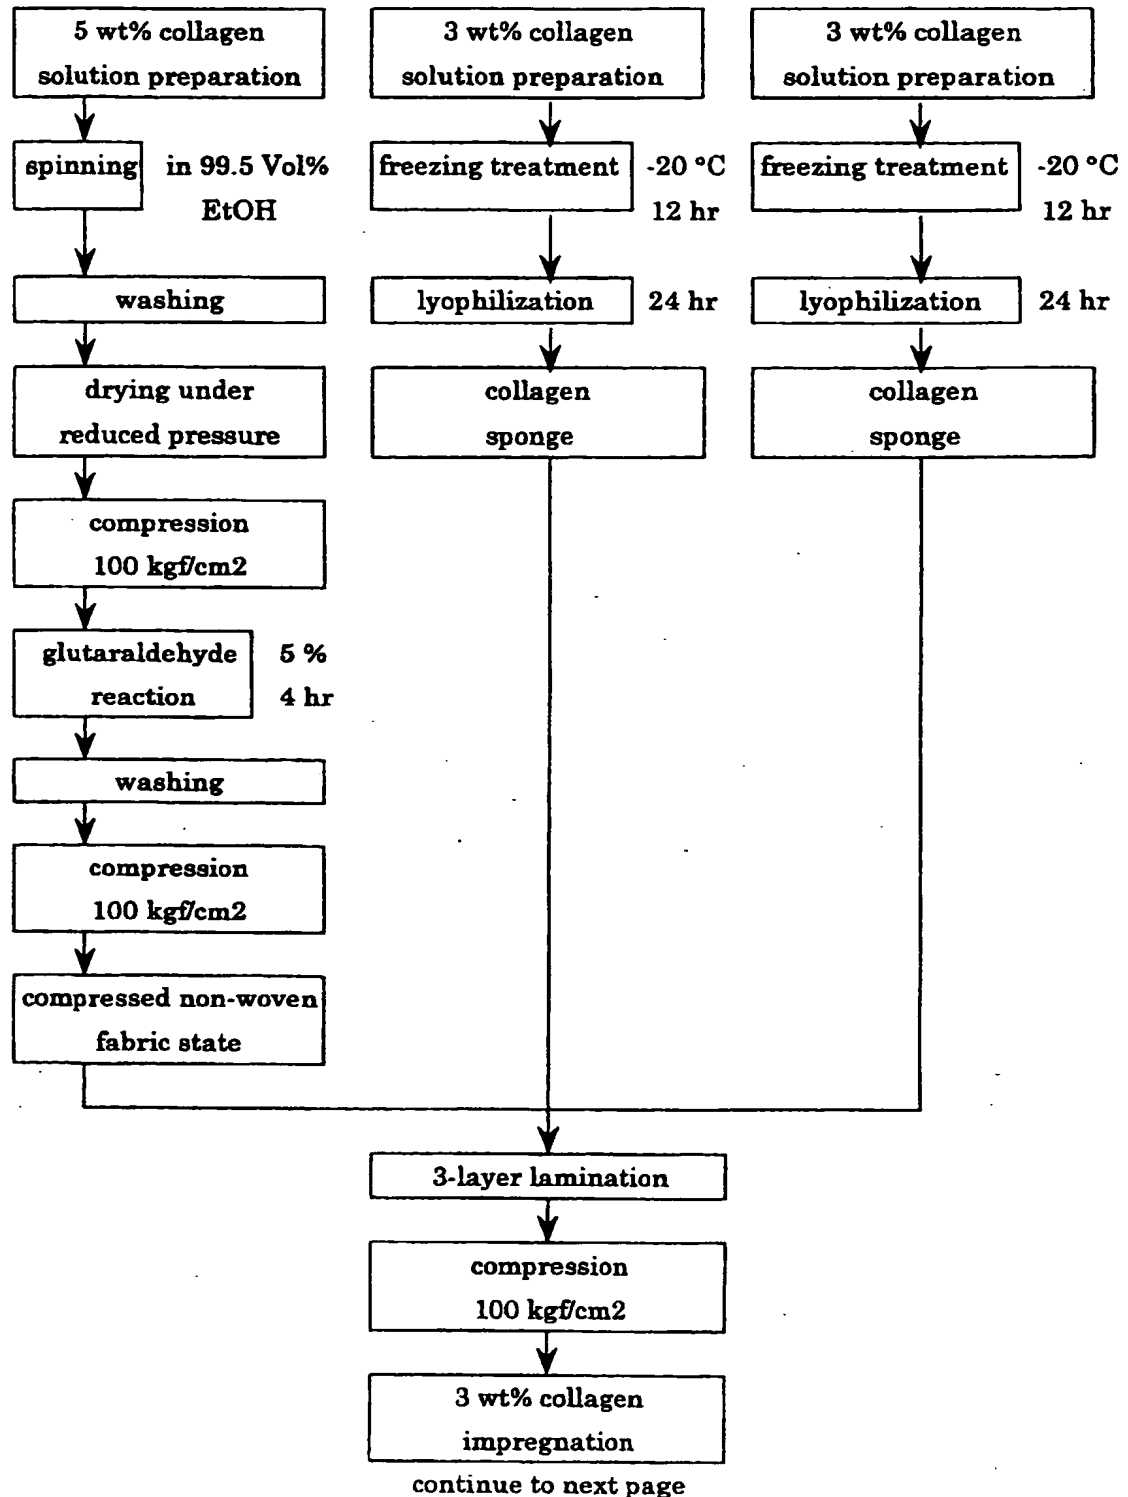 5 wt% collagen
solution preparation
spinning
in 99.5 Vol%
EtOH
washing
drying under
reduced pressure
compression
100 kgf/cm2
glutaraldehyde
reaction
5 %
4 hr
washing
compression
100 kgf/cm2
compressed non-woven
fabric state
3 wt% collagen
solution preparation
freezing treatment
-20 °C
12 hr
lyophilization
24 hr
collagen
sponge
3 wt% collagen
solution preparation
freezing treatment
-20 °C
12 hr
lyophilization
24 hr
collagen
sponge
3-layer lamination
compression
100 kgf/cm2
3 wt% collagen
impregnation
continue to next page